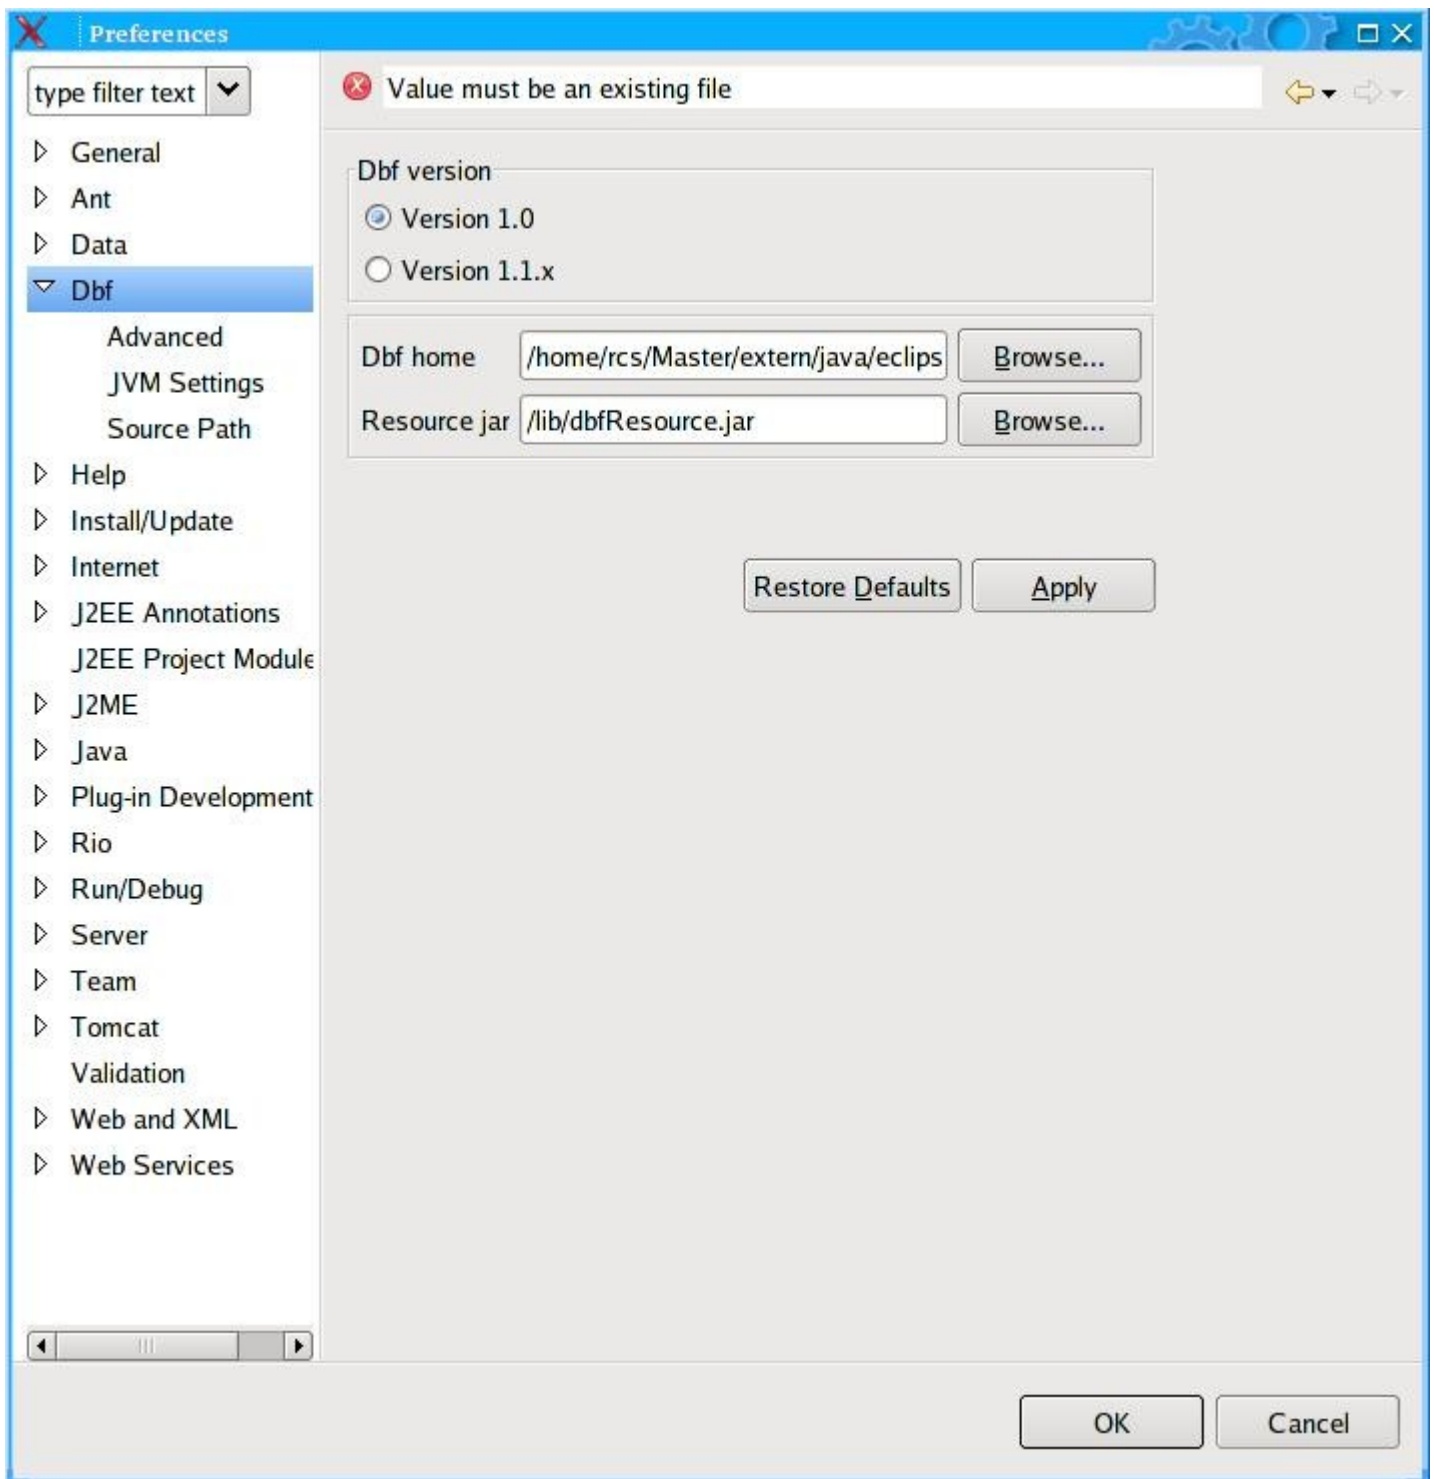 Preferences
type filter text
Value must be an existing file
General
Ant
Data
Dbf
Advanced
JVM Settings
Source Path
Help
Install/Update
Internet
J2EE Annotations
J2EE Project Module
J2ME
Java
Plug-in Development
Rio
Run/Debug
Server
Team
Tomcat
Validation
Web and XML
Web Services
Dbf version
Version 1.0
Version 1.1.x
Dbf home /home/rcs/Master/extern/java/eclips Browse...
Resource jar /lib/dbfResource.jar Browse...
Restore Defaults Apply
OK Cancel